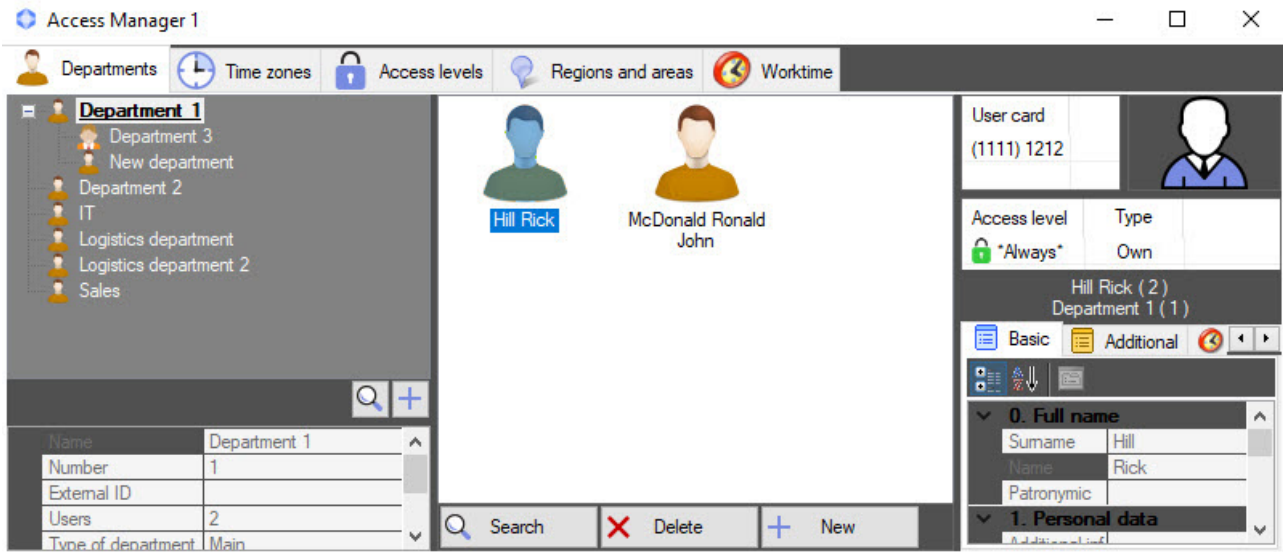 Access Manager 1
Departments
Time zones
Access levels
Regions and areas
Worktime
Department 1
Department 3
New department
Department 2
IT
Logistics department
Logistics department 2
Sales
Name Department 1
Number 1
External ID
Users 2
Type of department Main
Hill Rick
McDonald Ronald
John
Search
Delete
New
User card
(1111) 1212
Access level Type
*Always* Own
Hill Rick ( 2 )
Department 1 ( 1 )
Basic
Additional
0. Full name
Surname Hill
Name Rick
Patronymic
1. Personal data